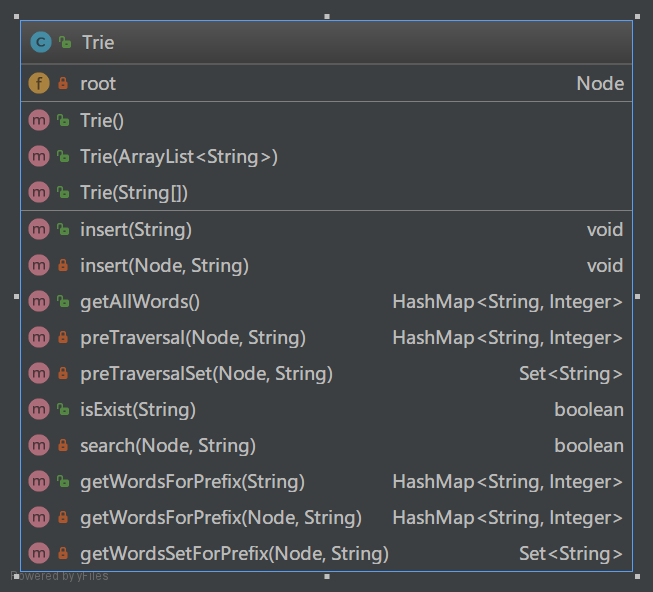 C Trie
f root Node
m Trie()
m Trie(ArrayList<String>)
m Trie(String[])
m insert(String) void
m insert(Node, String) void
m getAllWords() HashMap<String, Integer>
m preTraversal(Node, String) HashMap<String, Integer>
m preTraversalSet(Node, String) Set<String>
m isExist(String) boolean
m search(Node, String) boolean
m getWordsForPrefix(String) HashMap<String, Integer>
m getWordsForPrefix(Node, String) HashMap<String, Integer>
m getWordsSetForPrefix(Node, String) Set<String>
Powered by yFiles